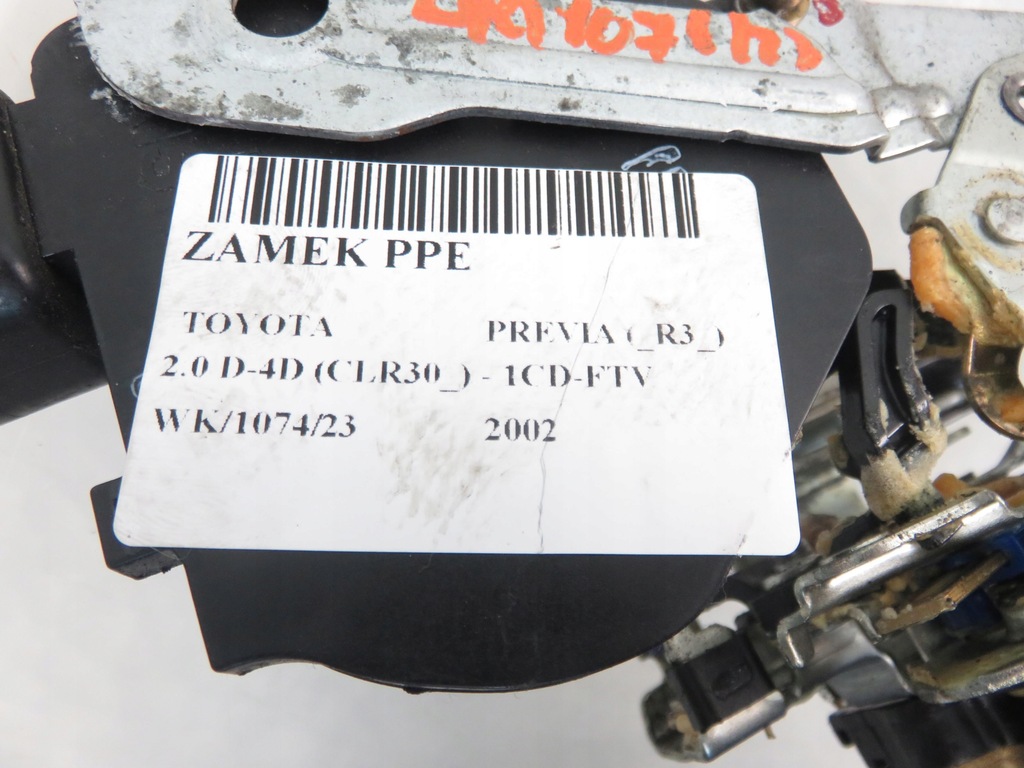 ZAMEK PPE
TOYOTA PREVIA (_R3_)
2.0 D-4D (CLR30_) - 1CD-FTV
WK/1074/23 2002